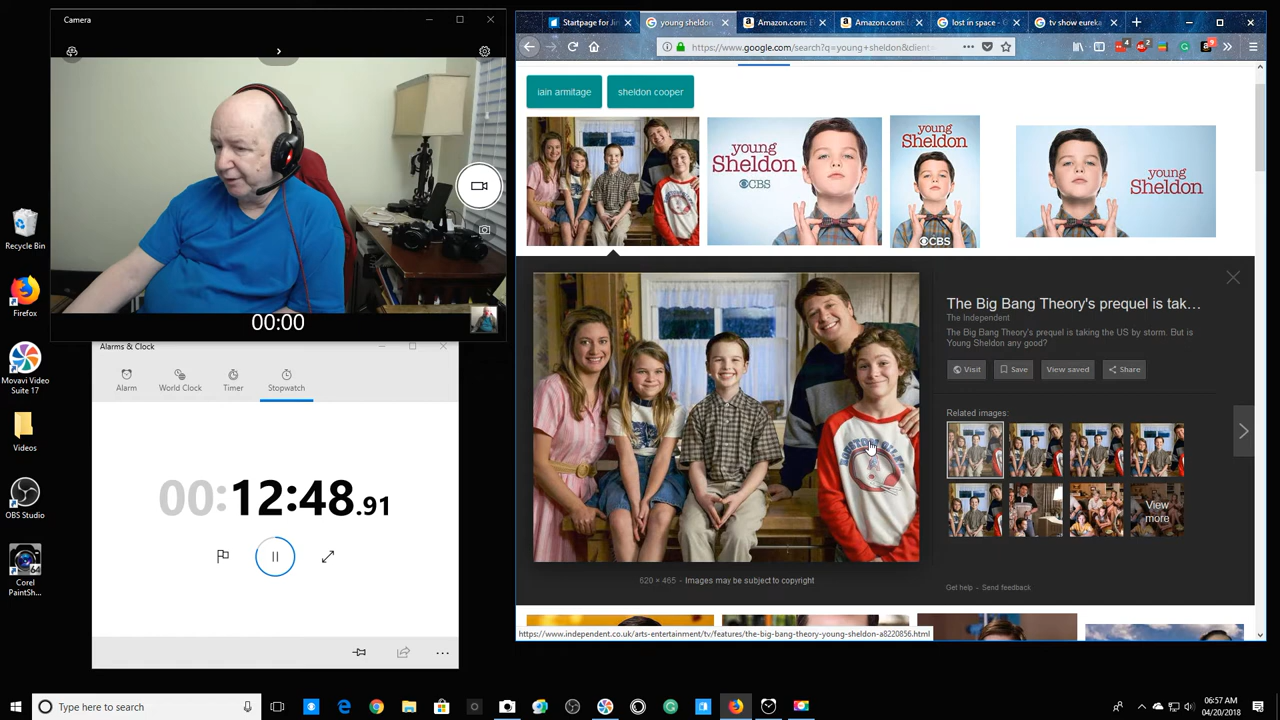 Camera
00:00
Recycle Bin
Firefox
Movavi Video
Suite 17
Videos
OBS Studio
Corel
PaintSh...
Alarms & Clock
Alarm
World Clock
Timer
Stopwatch
00:12:48.91
Startpage for Jir
young sheldon
Amazon.com: E
Amazon.com: L
lost in space - G
tv show eureka
https://www.google.com/search?q=young+sheldon&client
iain armitage
sheldon cooper
young
Sheldon
CBS
young
Sheldon
CBS
young
Sheldon
The Big Bang Theory's prequel is tak...
The Independent
The Big Bang Theory's prequel is taking the US by storm. But is
Young Sheldon any good?
Visit
Save
View saved
Share
Related images:
View
more
620 × 465 - Images may be subject to copyright
Get help - Send feedback
https://www.independent.co.uk/arts-entertainment/tv/features/the-big-bang-theory-young-sheldon-a8220856.html
Type here to search
06:57 AM
04/20/2018